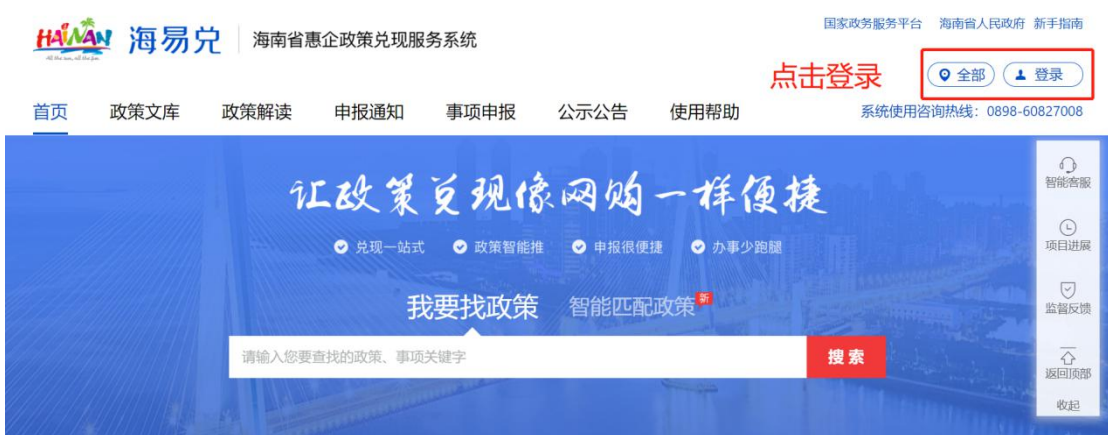 国家政务服务平台 海南省人民政府 新手指南
HAINAN 海易兑 海南省惠企政策兑现服务系统
点击登录 全部 登录
首页 政策文库 政策解读 申报通知 事项申报 公示公告 使用帮助 系统使用咨询热线：0898-60827008
让政策兑现像网购一样便捷
兑现一站式 政策智能推 申报很便捷 办事少跑腿
我要找政策 智能匹配政策 新
请输入您要查找的政策、事项关键字 搜索
智能客服
项目进展
监督反馈
返回顶部
收起